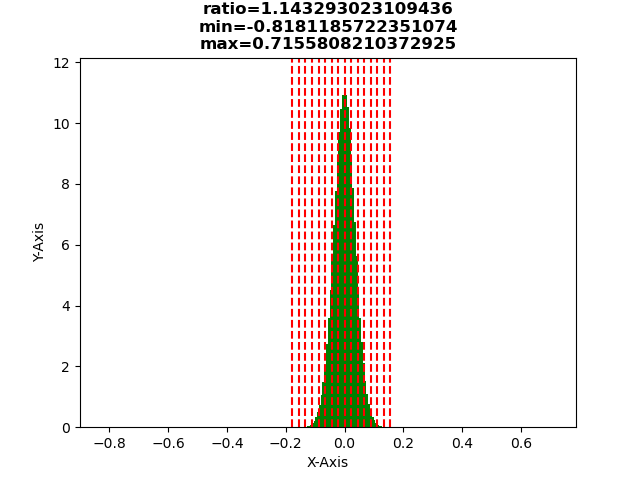 ratio=1.143293023109436
min=-0.8181185722351074
max=0.7155808210372925
12
10
8
6
4
2
0
Y-Axis
−0.8 −0.6 −0.4 −0.2 0.0 0.2 0.4 0.6
X-Axis